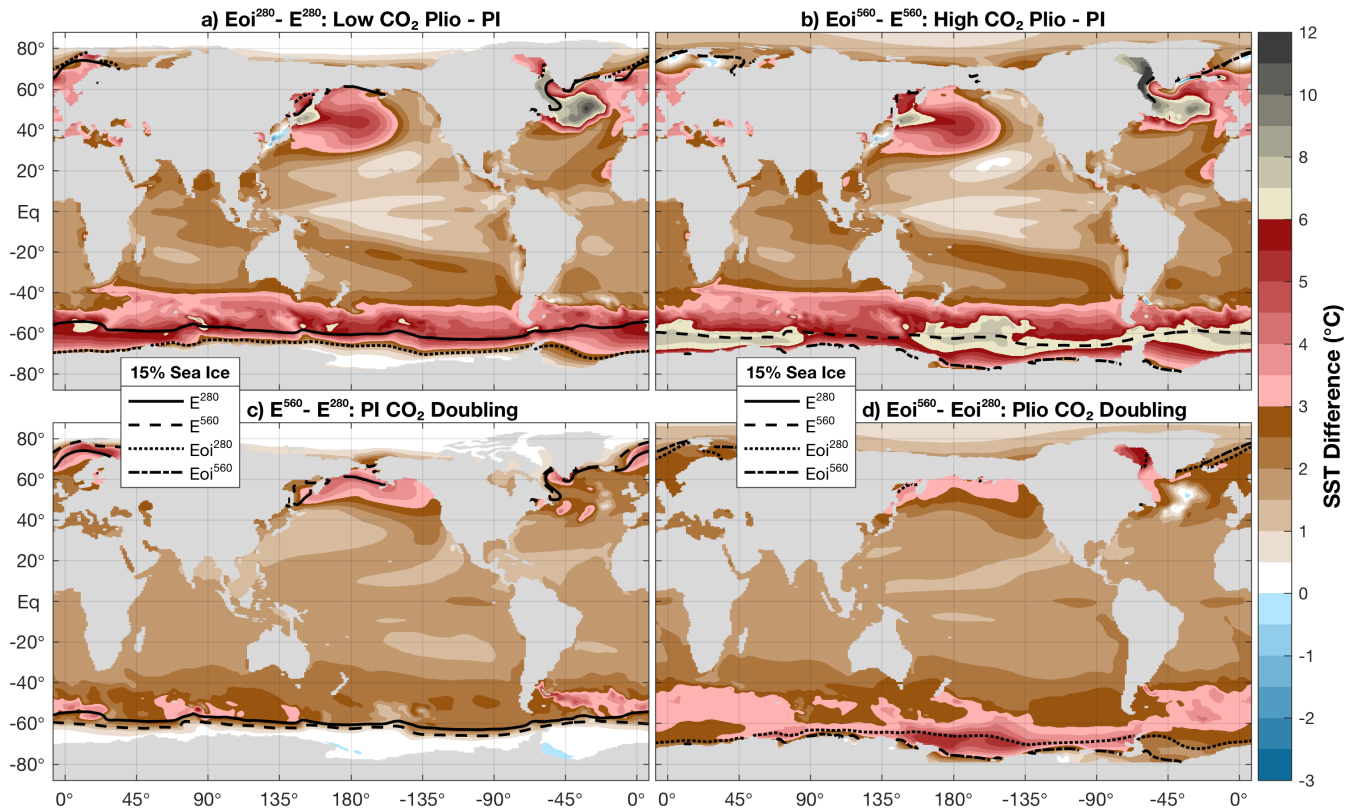 a) Eoi²⁸⁰- E²⁸⁰: Low CO₂ Plio - PI
b) Eoi⁵⁶⁰- E⁵⁶⁰: High CO₂ Plio - PI
80°
60°
40°
20°
Eq
-20°
-40°
-60°
-80°
12
10
8
6
5
4
3
2
1
0
-1
-2
-3
SST Difference (°C)
15% Sea Ice
E²⁸⁰
E⁵⁶⁰
Eoi²⁸⁰
Eoi⁵⁶⁰
15% Sea Ice
E²⁸⁰
E⁵⁶⁰
Eoi²⁸⁰
Eoi⁵⁶⁰
c) E⁵⁶⁰- E²⁸⁰: PI CO₂ Doubling
d) Eoi⁵⁶⁰- Eoi²⁸⁰: Plio CO₂ Doubling
80°
60°
40°
20°
Eq
-20°
-40°
-60°
-80°
0° 45° 90° 135° 180° -135° -90° -45° 0°
0° 45° 90° 135° 180° -135° -90° -45° 0°